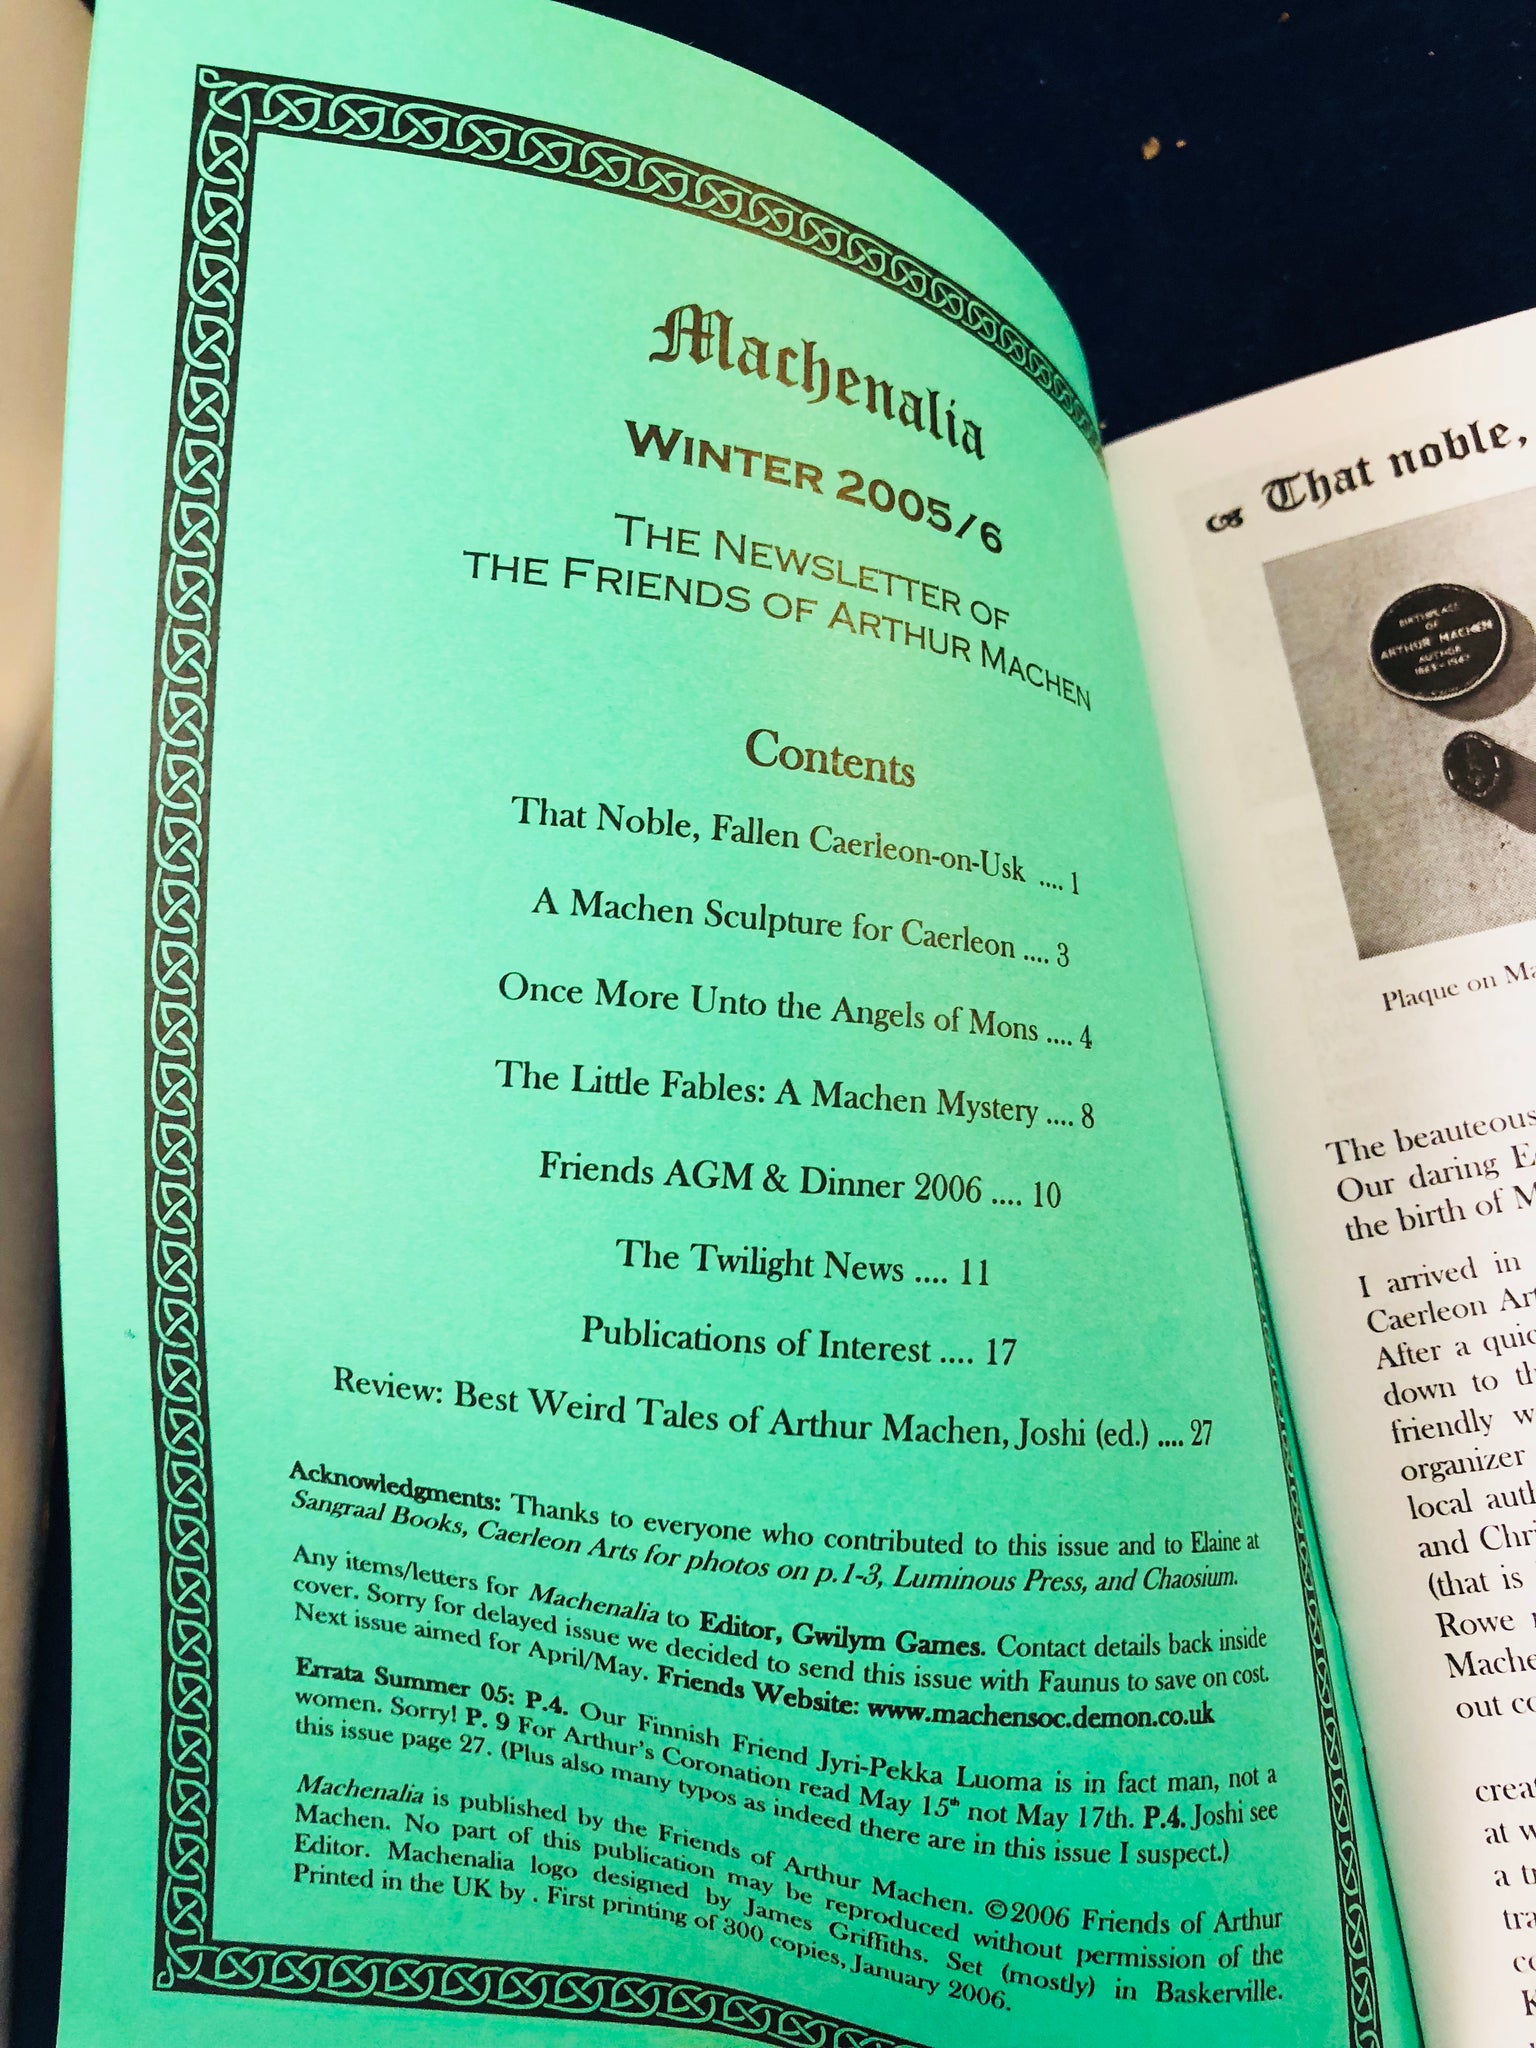 Machenalia
WINTER 2005/6
THE NEWSLETTER OF
THE FRIENDS OF ARTHUR MACHEN
Contents
That Noble, Fallen Caerleon-on-Usk .... 1
A Machen Sculpture for Caerleon .... 3
Once More Unto the Angels of Mons .... 4
The Little Fables: A Machen Mystery .... 8
Friends AGM & Dinner 2006 .... 10
The Twilight News .... 11
Publications of Interest .... 17
Review: Best Weird Tales of Arthur Machen, Joshi (ed.) .... 27
Acknowledgments: Thanks to everyone who contributed to this issue and to Elaine at
Sangraal Books, Caerleon Arts for photos on p.1-3, Luminous Press, and Chaosium.
Any items/letters for Machenalia to Editor, Gwilym Games. Contact details back inside
cover. Sorry for delayed issue we decided to send this issue with Faunus to save on cost.
Next issue aimed for April/May. Friends Website: www.machensoc.demon.co.uk
Errata Summer 05: P.4. Our Finnish Friend Jyri-Pekka Luoma is in fact man, not a
women. Sorry! P. 9 For Arthur's Coronation read May 15th not May 17th. P.4. Joshi see
this issue page 27. (Plus also many typos as indeed there are in this issue I suspect.)
Machenalia is published by the Friends of Arthur Machen. ©2006 Friends of Arthur
Machen. No part of this publication may be reproduced without permission of the
Editor. Machenalia logo designed by James Griffiths. Set (mostly) in Baskerville.
Printed in the UK by . First printing of 300 copies, January 2006.
That noble,
BIRTHPLACE
OF
ARTHUR MACHEN
AUTHOR
1863-1947
Plaque on Ma
The beauteous
Our daring E
the birth of M
I arrived in
Caerleon Art
After a quic
down to th
friendly w
organizer
local auth
and Chri
(that is
Rowe
Mache
out co
crea
at w
a tr
tra
co
K